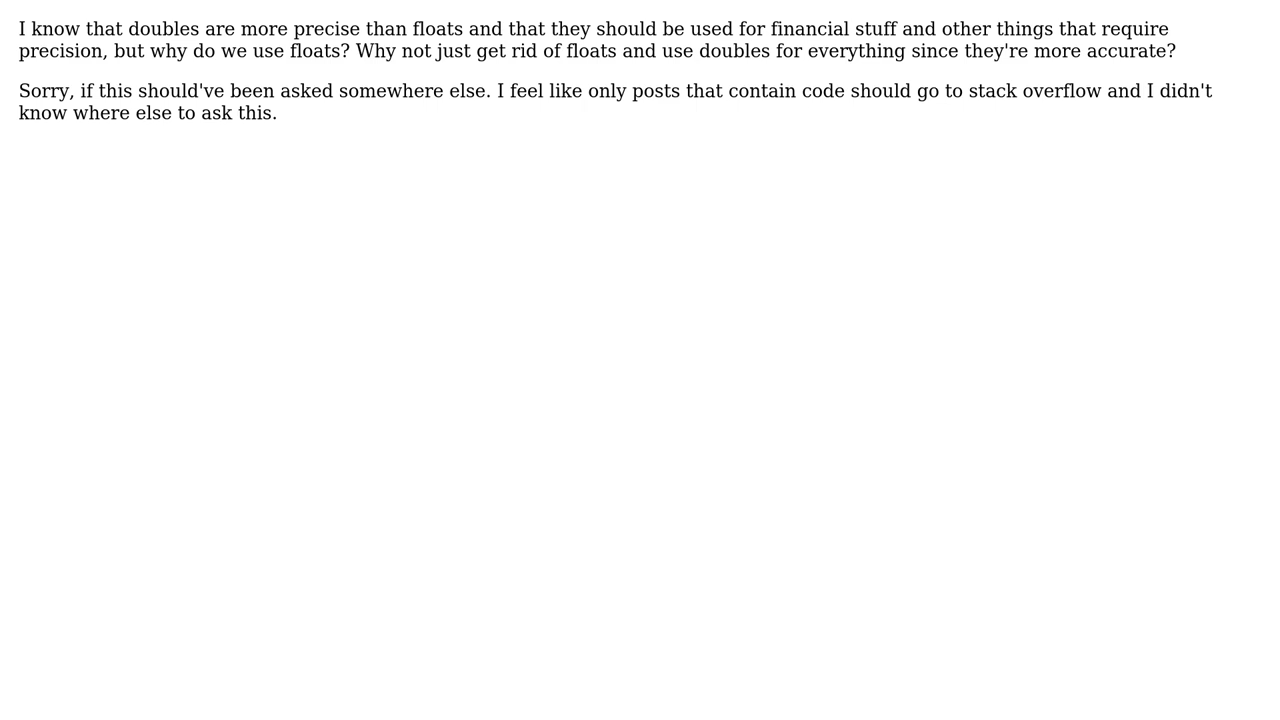 I know that doubles are more precise than floats and that they should be used for financial stuff and other things that require
precision, but why do we use floats? Why not just get rid of floats and use doubles for everything since they're more accurate?
Sorry, if this should've been asked somewhere else. I feel like only posts that contain code should go to stack overflow and I didn't
know where else to ask this.